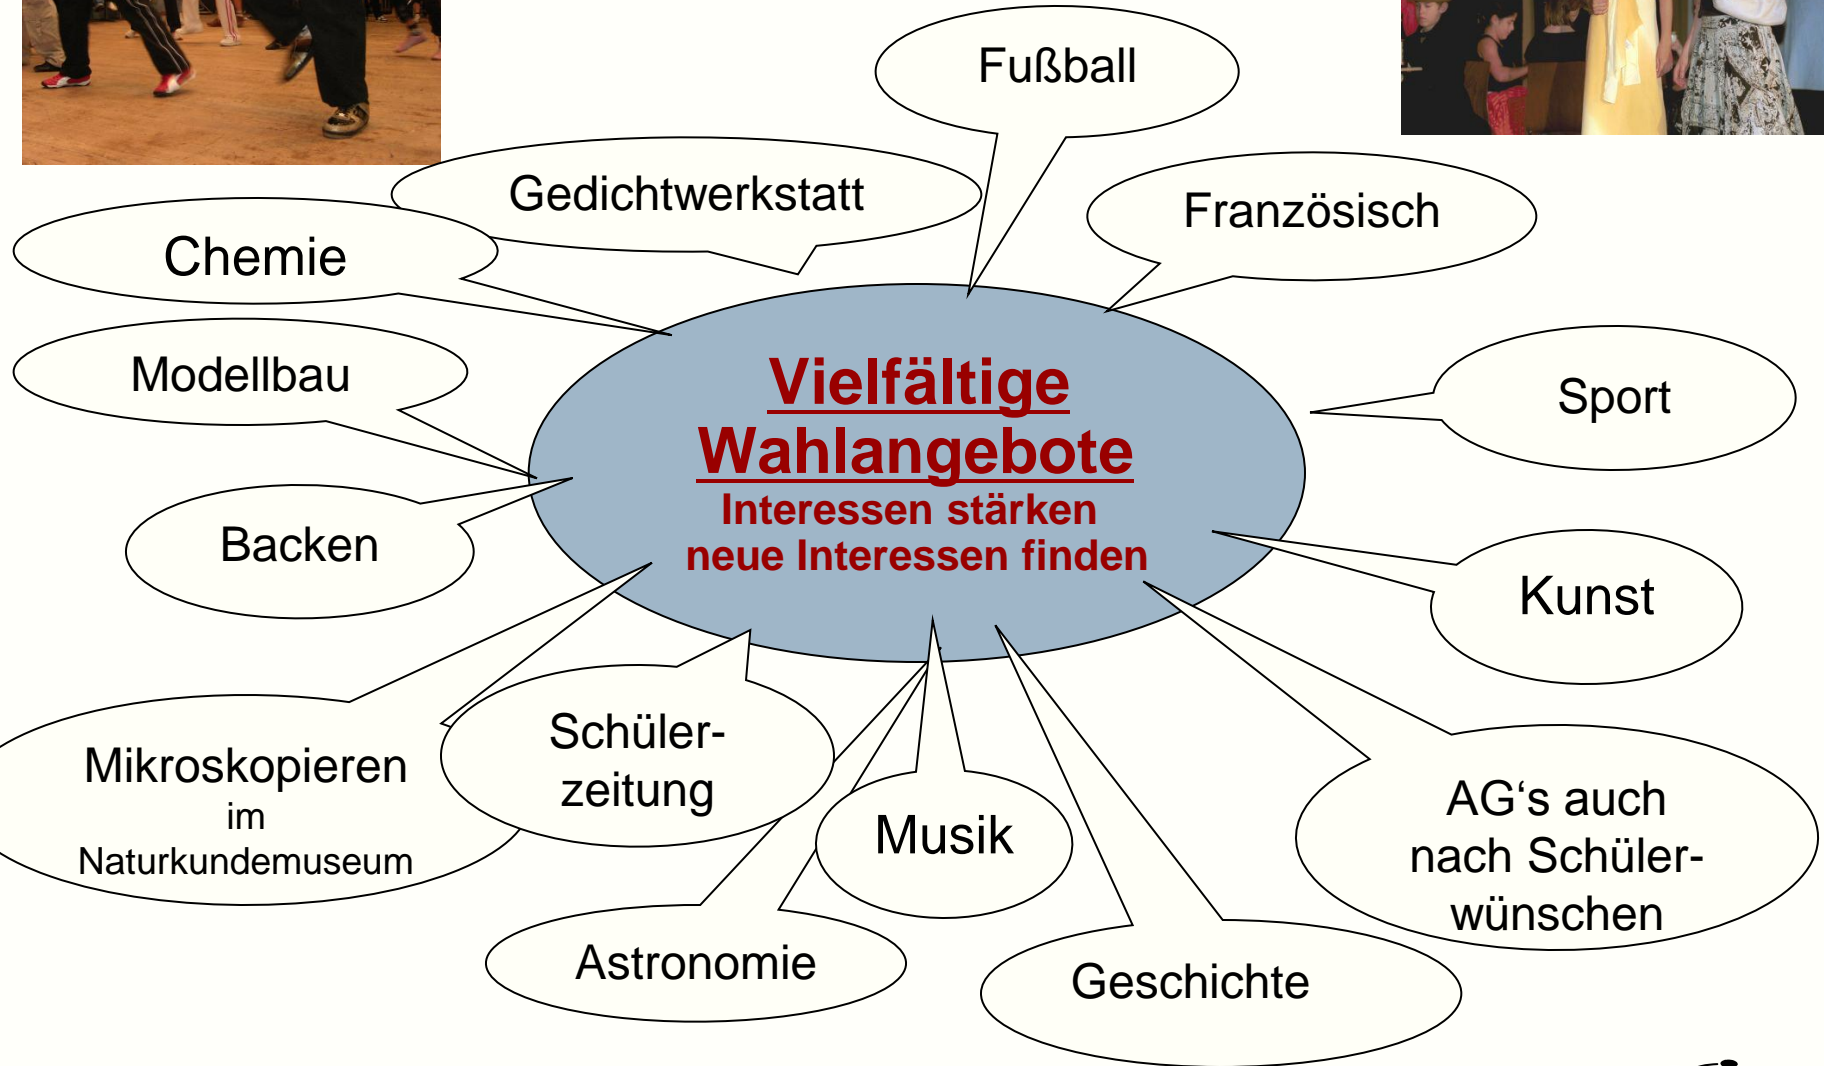 Fußball
Gedichtwerkstatt
Französisch
Chemie
Modellbau
Sport
Vielfältige
Wahlangebote
Interessen stärken
neue Interessen finden
Backen
Kunst
Mikroskopieren
im
Naturkundemuseum
Schüler-
zeitung
Musik
AG‘s auch
nach Schüler-
wünschen
Astronomie
Geschichte